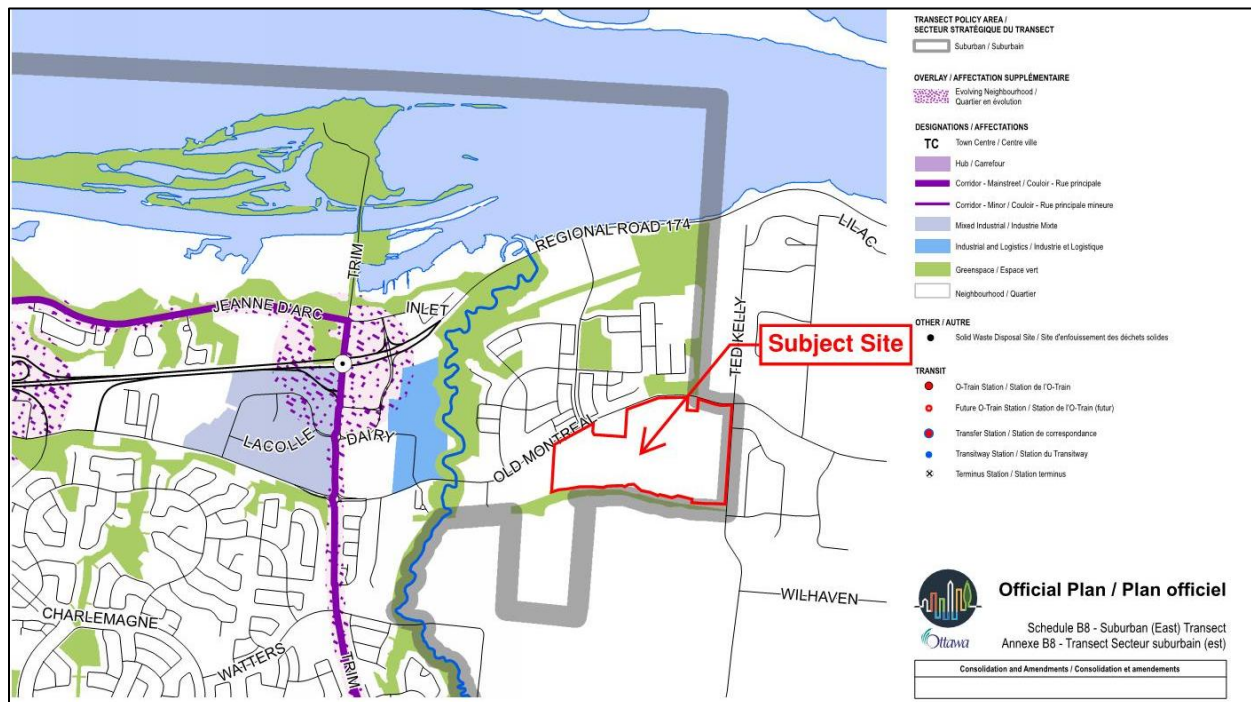 REGIONAL ROAD 174
LILAC
TRIM
JEANNE D'ARC
INLET
TED KELLY
Subject Site
LACOLLE
DAIRY
OLD MONTREAL
WILHAVEN
CHARLEMAGNE
WATTERS
TRIM
TRANSECT POLICY AREA /
SECTEUR STRATÉGIQUE DU TRANSECT
Suburban / Suburbain
OVERLAY / AFFECTATION SUPPLÉMENTAIRE
Evolving Neighbourhood /
Quartier en évolution
DESIGNATIONS / AFFECTATIONS
TC Town Centre / Centre ville
Hub / Carrefour
Corridor - Mainstreet / Couloir - Rue principale
Corridor - Minor / Couloir - Rue principale mineure
Mixed Industrial / Industrie Mixte
Industrial and Logistics / Industrie et Logistique
Greenspace / Espace vert
Neighbourhood / Quartier
OTHER / AUTRE
Solid Waste Disposal Site / Site d'enfouissement des déchets solides
TRANSIT
O-Train Station / Station de l'O-Train
Future O-Train Station / Station de l'O-Train (futur)
Transfer Station / Station de correspondance
Transitway Station / Station du Transitway
Terminus Station / Station terminus
Ottawa
Official Plan / Plan officiel
Schedule B8 - Suburban (East) Transect
Annexe B8 - Transect Secteur suburbain (est)
Consolidation and Amendments / Consolidation et amendements